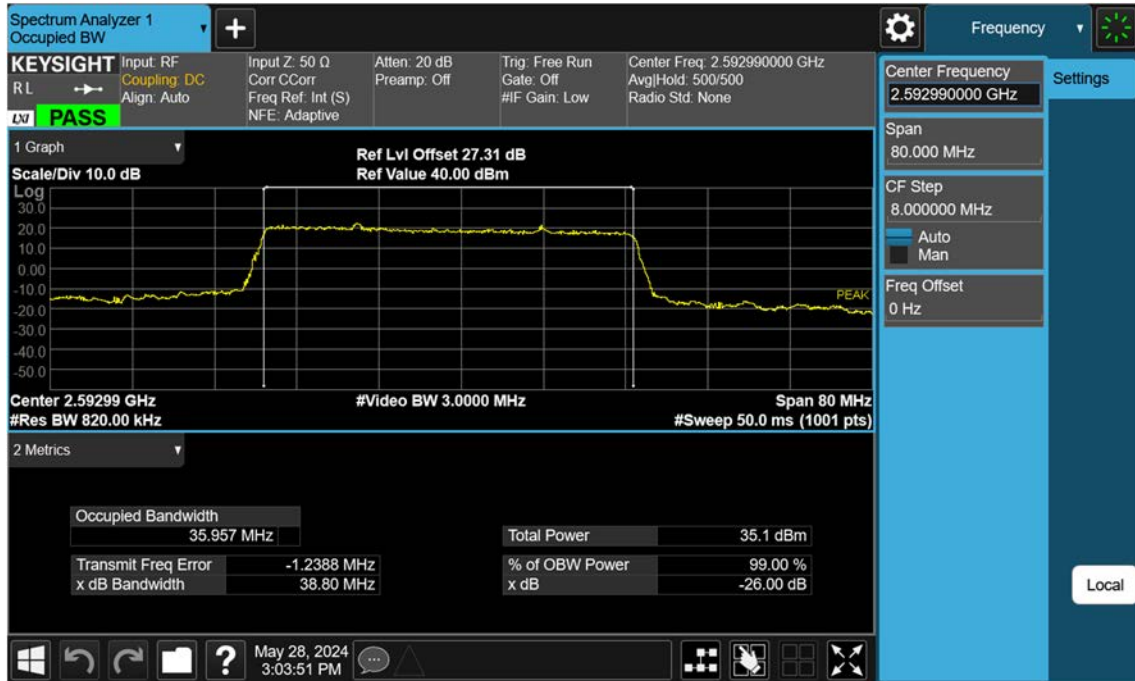 Spectrum Analyzer 1
Occupied BW
+
Frequency
KEYSIGHT
R L
LXI PASS
Input: RF
Coupling: DC
Align: Auto
Input Z: 50 Ω
Corr CCorr
Freq Ref: Int (S)
NFE: Adaptive
Atten: 20 dB
Preamp: Off
Trig: Free Run
Gate: Off
#IF Gain: Low
Center Freq: 2.592990000 GHz
Avg|Hold: 500/500
Radio Std: None
Center Frequency
2.592990000 GHz
Settings
Span
80.000 MHz
CF Step
8.000000 MHz
Auto
Man
Freq Offset
0 Hz
Local
1 Graph
Scale/Div 10.0 dB
Ref Lvl Offset 27.31 dB
Ref Value 40.00 dBm
Log
30.0
20.0
10.0
0.00
-10.0
-20.0
-30.0
-40.0
-50.0
PEAK
Center 2.59299 GHz
#Video BW 3.0000 MHz
Span 80 MHz
#Res BW 820.00 kHz
#Sweep 50.0 ms (1001 pts)
2 Metrics
Occupied Bandwidth
35.957 MHz
Total Power 35.1 dBm
Transmit Freq Error -1.2388 MHz
% of OBW Power 99.00 %
x dB Bandwidth 38.80 MHz
x dB -26.00 dB
?
May 28, 2024
3:03:51 PM